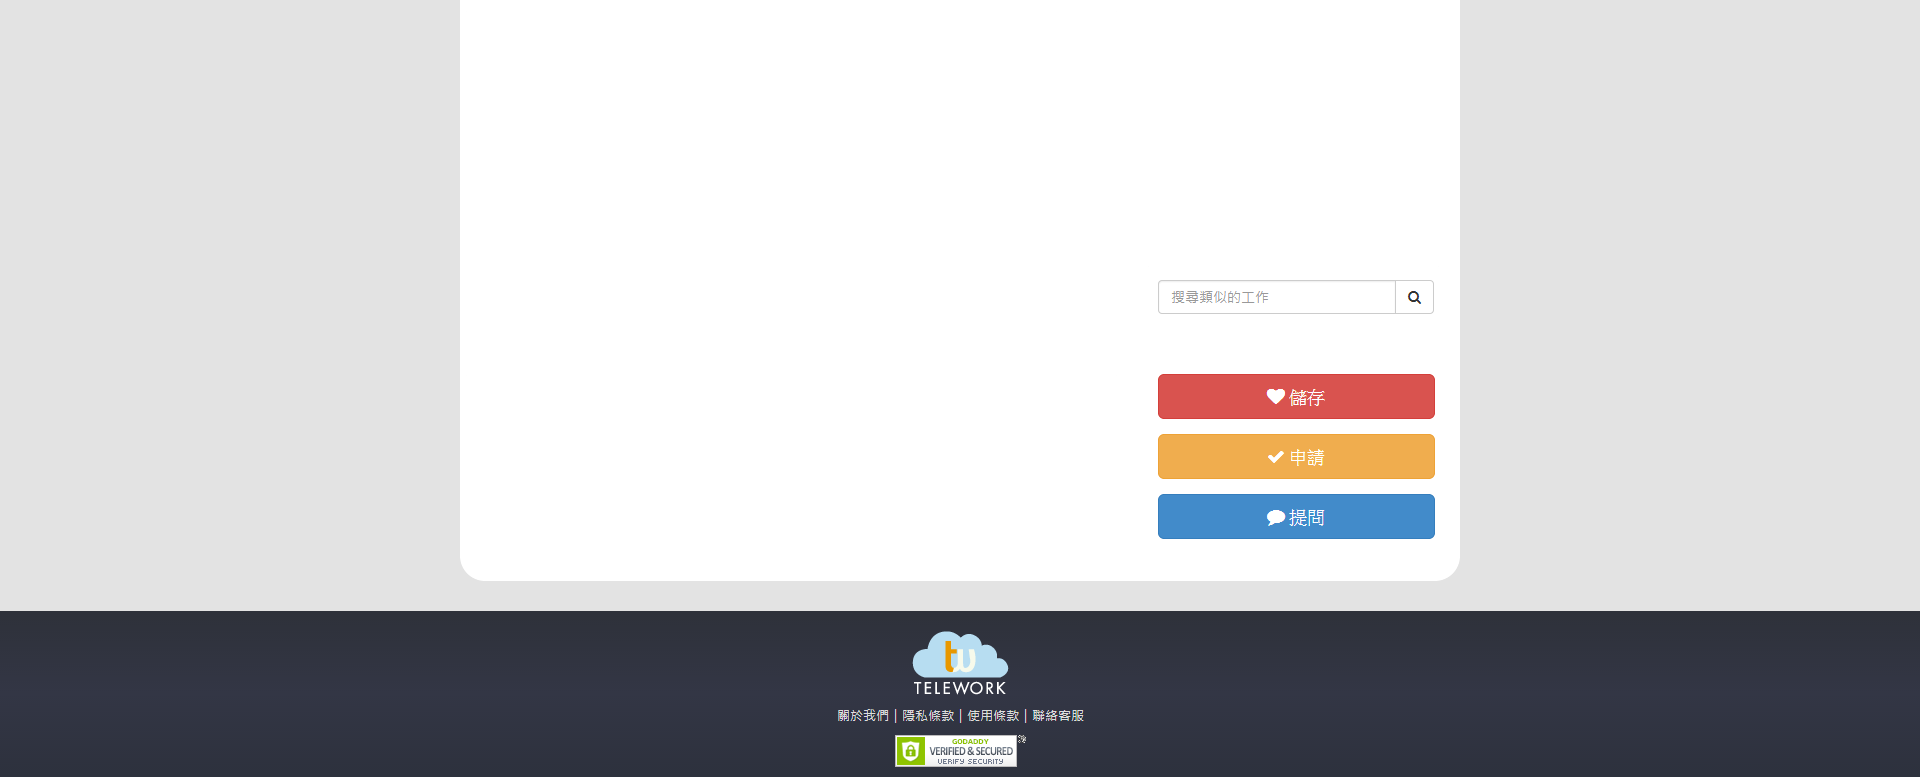 搜尋類似的工作
儲存
申請
提問
tw
TELEWORK
關於我們 | 隱私條款 | 使用條款 | 聯絡客服
GODADDY
VERIFIED & SECURED
VERIFY SECURITY